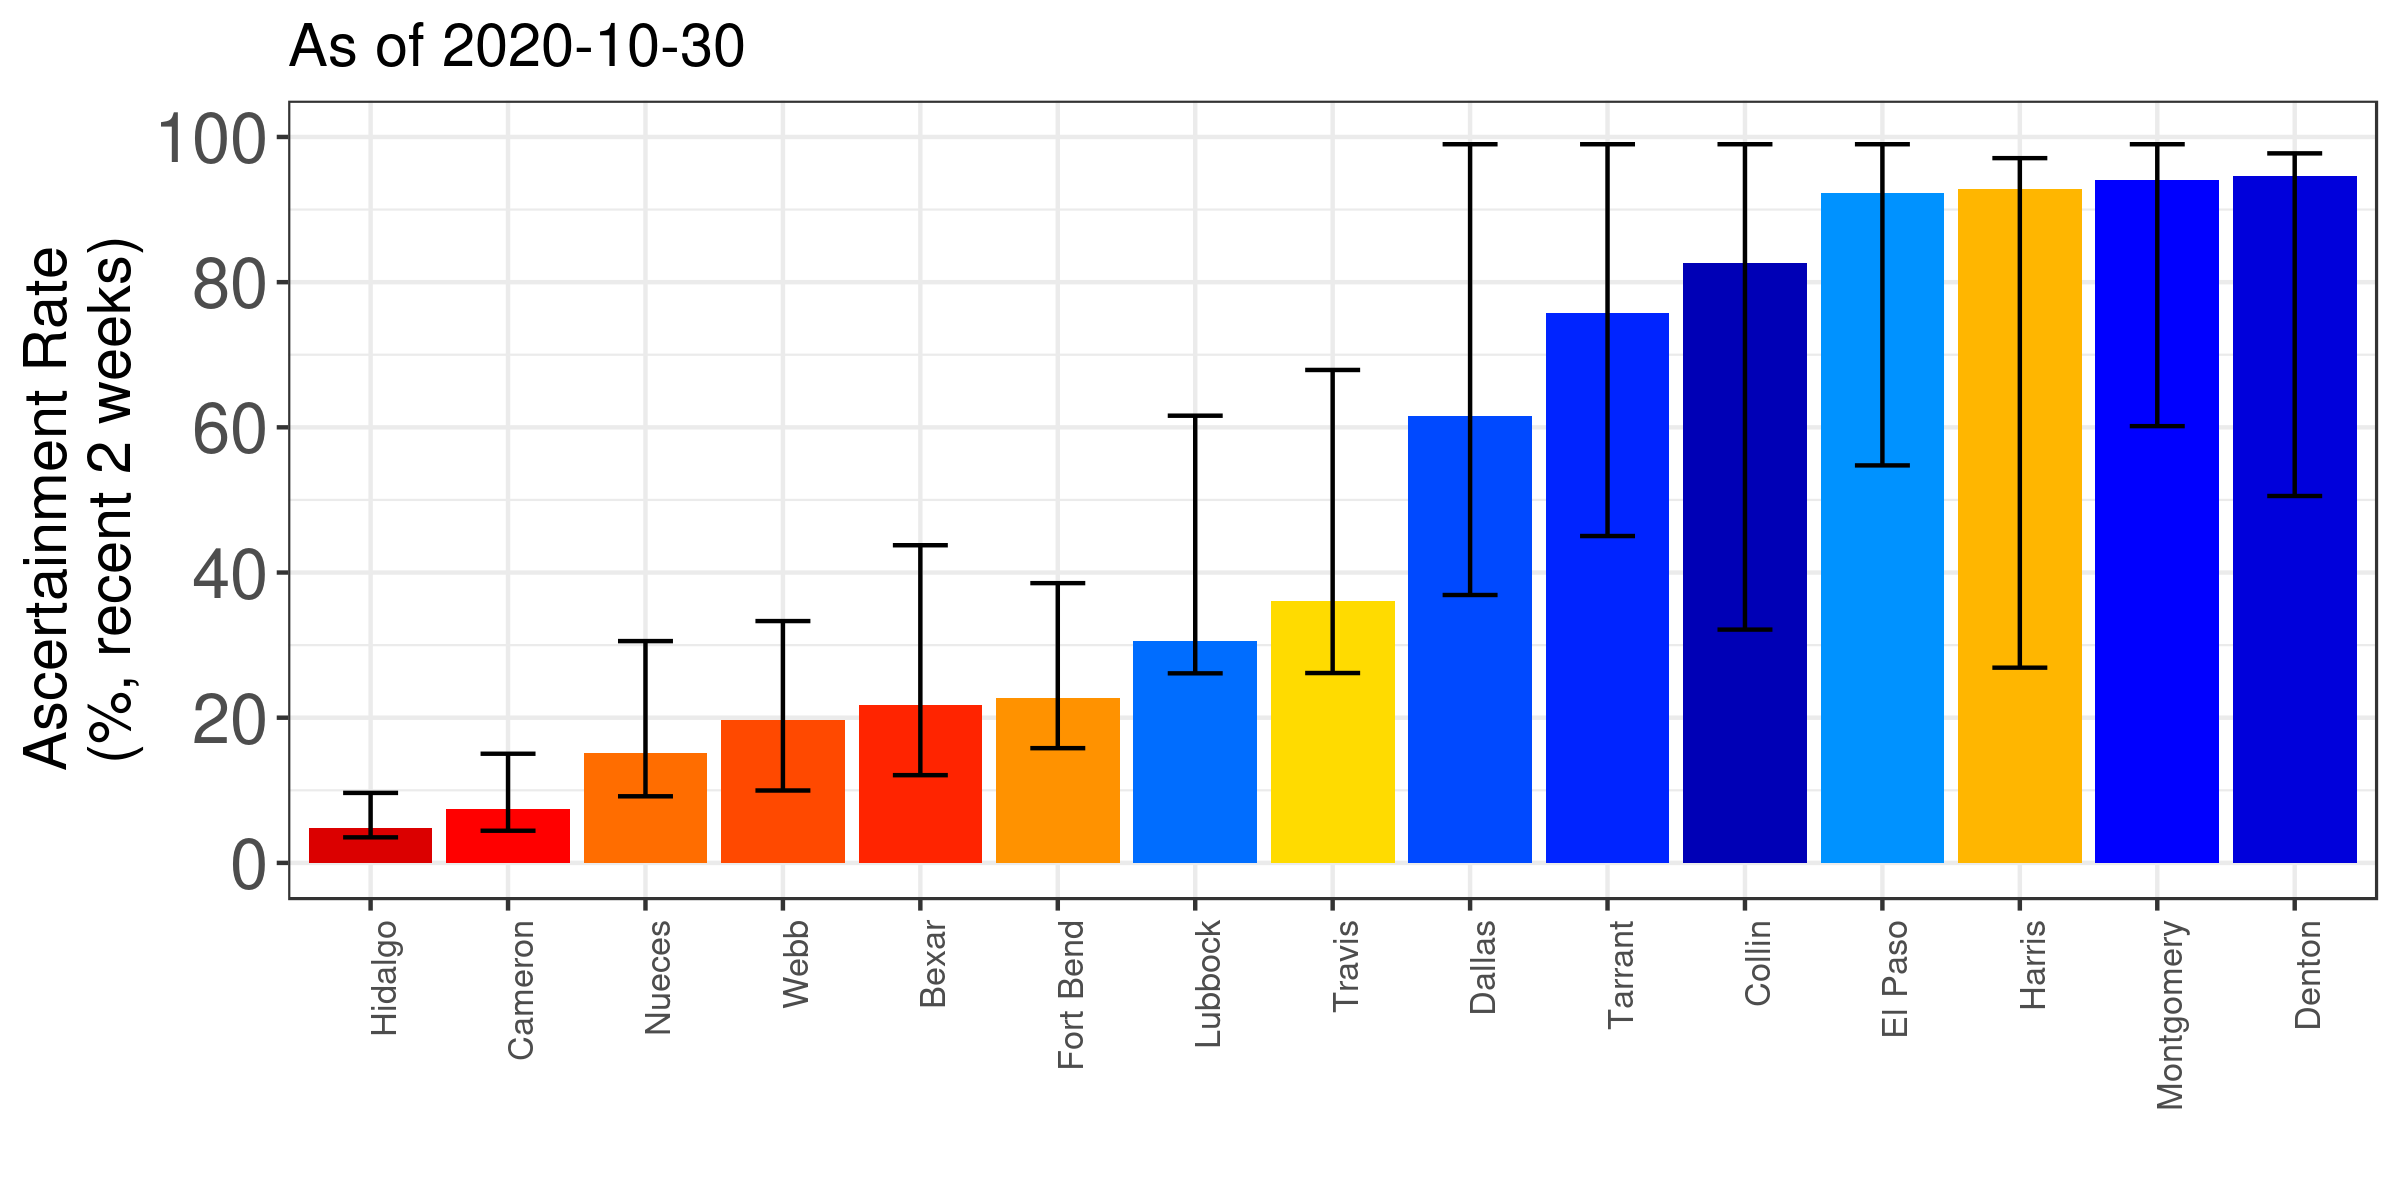 As of 2020-10-30
Ascertainment Rate
(%, recent 2 weeks)
100
80
60
40
20
0
Hidalgo
Cameron
Nueces
Webb
Bexar
Fort Bend
Lubbock
Travis
Dallas
Tarrant
Collin
El Paso
Harris
Montgomery
Denton